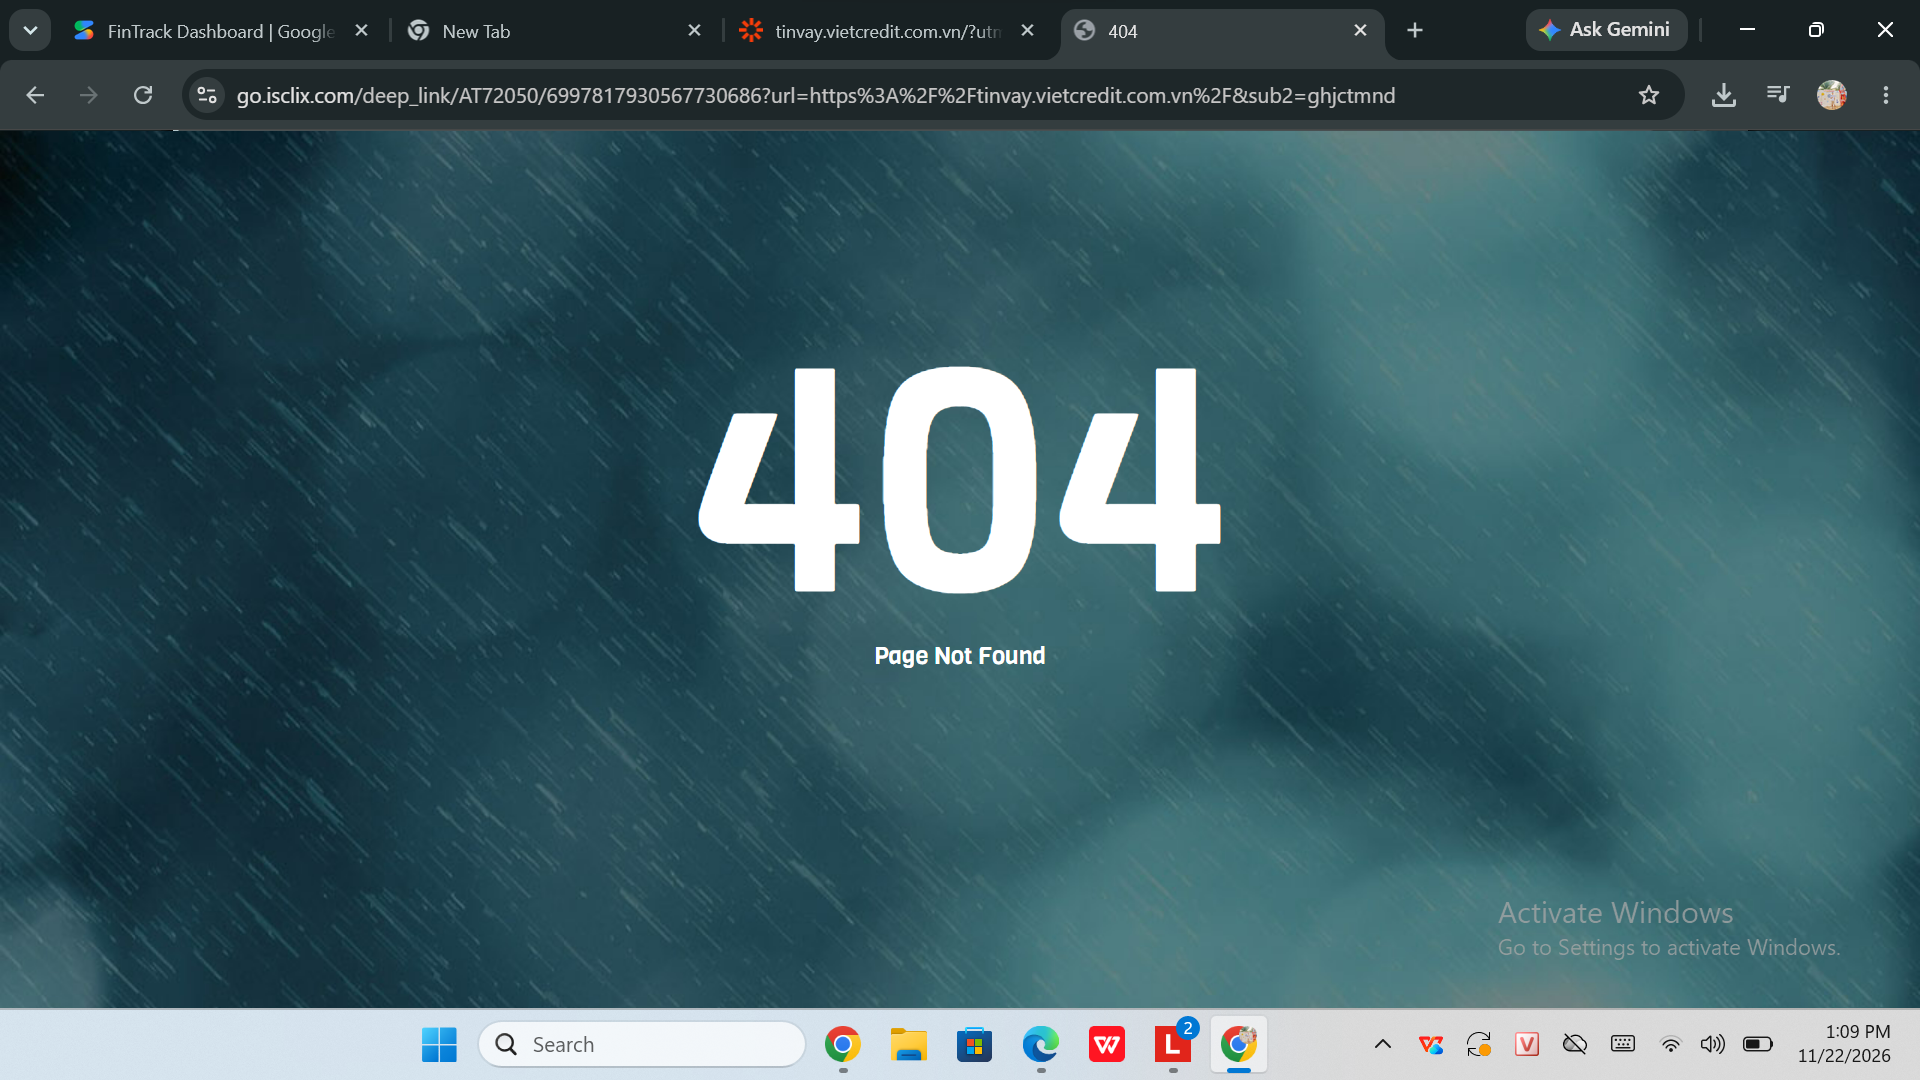 FinTrack Dashboard | Google
New Tab
tinvay.vietcredit.com.vn/?utm
404
Ask Gemini
go.isclix.com/deep_link/AT72050/6997817930567730686?url=https%3A%2F%2Ftinvay.vietcredit.com.vn%2F&sub2=ghjctmnd
404
Page Not Found
Activate Windows
Go to Settings to activate Windows.
Search
2
1:09 PM
11/22/2026